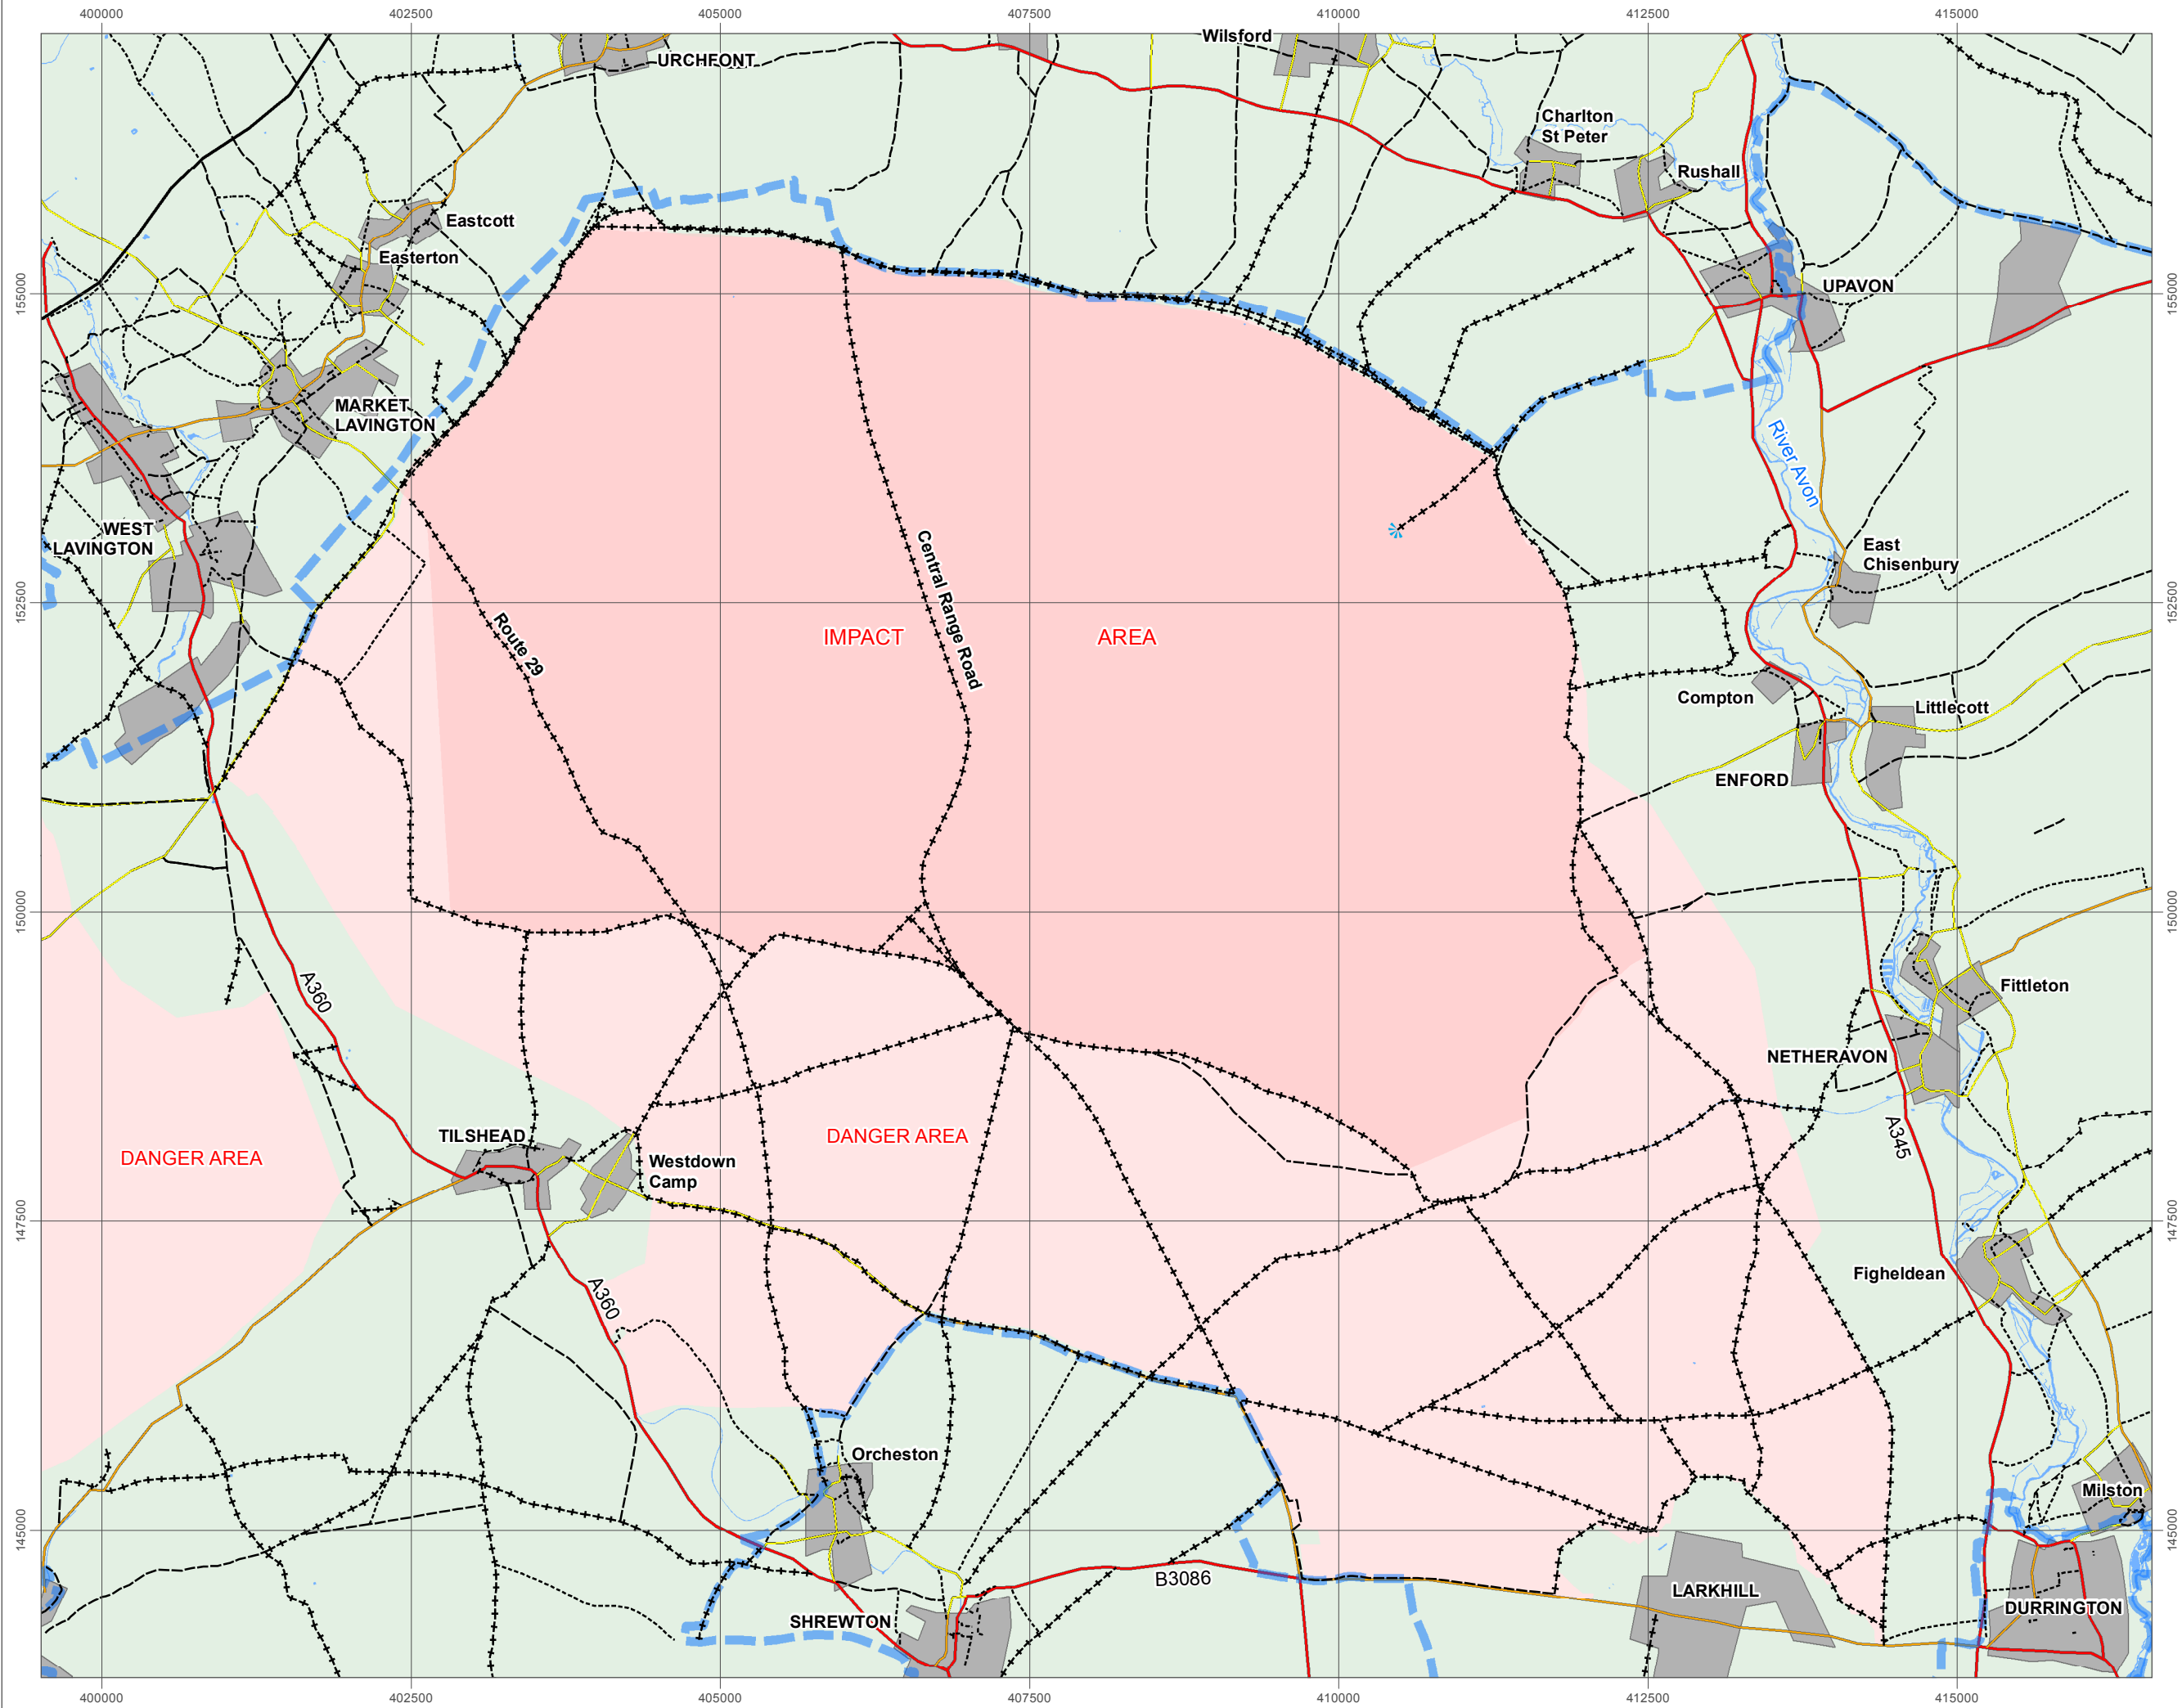 400000
402500
405000
407500
410000
412500
415000
URCHFONT
Wilsford
Charlton
St Peter
Rushall
Eastcott
Easterton
155000
UPAVON
155000
MARKET
LAVINGTON
River Avon
WEST
LAVINGTON
East
Chisenbury
Central Range Road
152500
152500
Route 29
IMPACT
AREA
Compton
Littlecott
ENFORD
150000
150000
A360
Fittleton
NETHERAVON
A345
TILSHEAD
DANGER AREA
DANGER AREA
Westdown
Camp
147500
147500
A360
Figheldean
Orcheston
Milston
145000
145000
B3086
LARKHILL
SHREWTON
DURRINGTON
400000
402500
405000
407500
410000
412500
415000